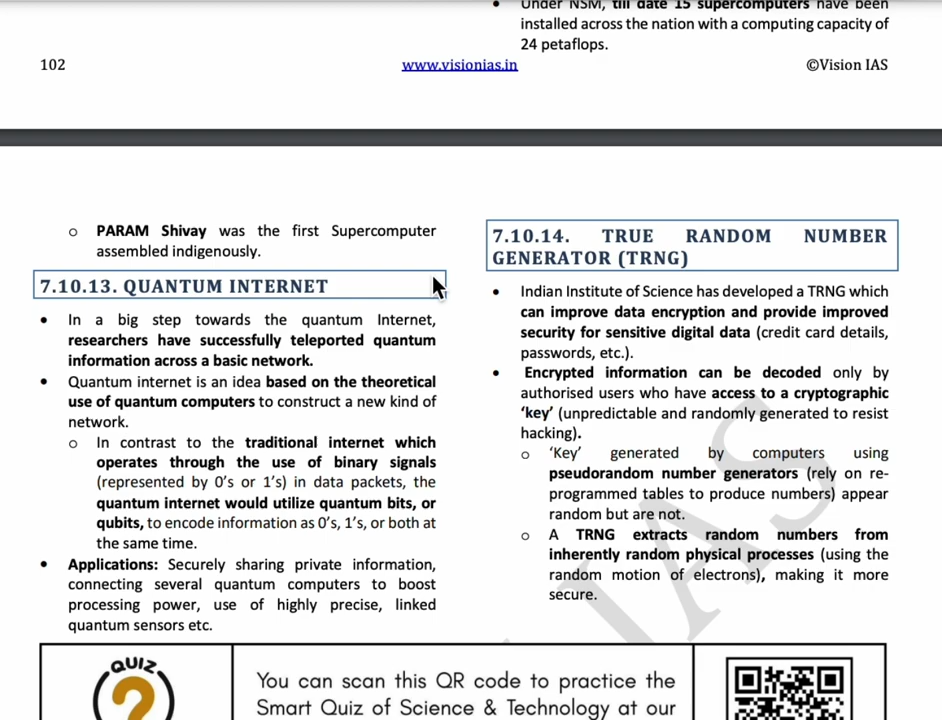 Under NSM, till date 15 supercomputers have been
installed across the nation with a computing capacity of
24 petaflops.
102
www.visionias.in
©Vision IAS
o PARAM Shivay was the first Supercomputer
assembled indigenously.
7.10.13. QUANTUM INTERNET
• In a big step towards the quantum Internet,
researchers have successfully teleported quantum
information across a basic network.
• Quantum internet is an idea based on the theoretical
use of quantum computers to construct a new kind of
network.
o In contrast to the traditional internet which
operates through the use of binary signals
(represented by 0’s or 1’s) in data packets, the
quantum internet would utilize quantum bits, or
qubits, to encode information as 0’s, 1’s, or both at
the same time.
• Applications: Securely sharing private information,
connecting several quantum computers to boost
processing power, use of highly precise, linked
quantum sensors etc.
7.10.14. TRUE RANDOM NUMBER
GENERATOR (TRNG)
• Indian Institute of Science has developed a TRNG which
can improve data encryption and provide improved
security for sensitive digital data (credit card details,
passwords, etc.).
• Encrypted information can be decoded only by
authorised users who have access to a cryptographic
‘key’ (unpredictable and randomly generated to resist
hacking).
o ‘Key’ generated by computers using
pseudorandom number generators (rely on re-
programmed tables to produce numbers) appear
random but are not.
o A TRNG extracts random numbers from
inherently random physical processes (using the
random motion of electrons), making it more
secure.
IAS
QUIZ
You can scan this QR code to practice the
Smart Quiz of Science & Technology at our